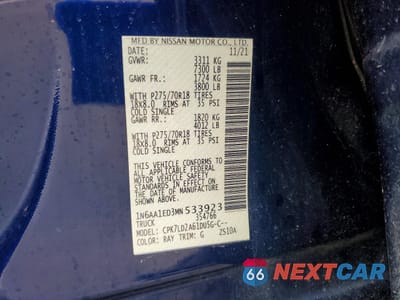 MFD BY NISSAN MOTOR CO., LTD.
DATE: 11/21
GVWR: 3311 KG
7300 LB
GAWR FR.: 1724 KG
3800 LB
WITH P275/70R18 TIRES
18x8.0 RIMS AT 35 PSI
COLD SINGLE
GAWR RR.: 1820 KG
4012 LB
WITH P275/70R18 TIRES
18x8.0 RIMS AT 35 PSI
COLD SINGLE
THIS VEHICLE CONFORMS TO
ALL APPLICABLE FEDERAL
MOTOR VEHICLE SAFETY
STANDARDS IN EFFECT ON THE
DATE OF MANUFACTURE
SHOWN ABOVE.
1N6AA1ED3MN533923
TRUCK 354766
MODEL: CPK7LD2A61DUSG-C--
COLOR: RAY TRIM: G 2S10A
66 NEXTCAR